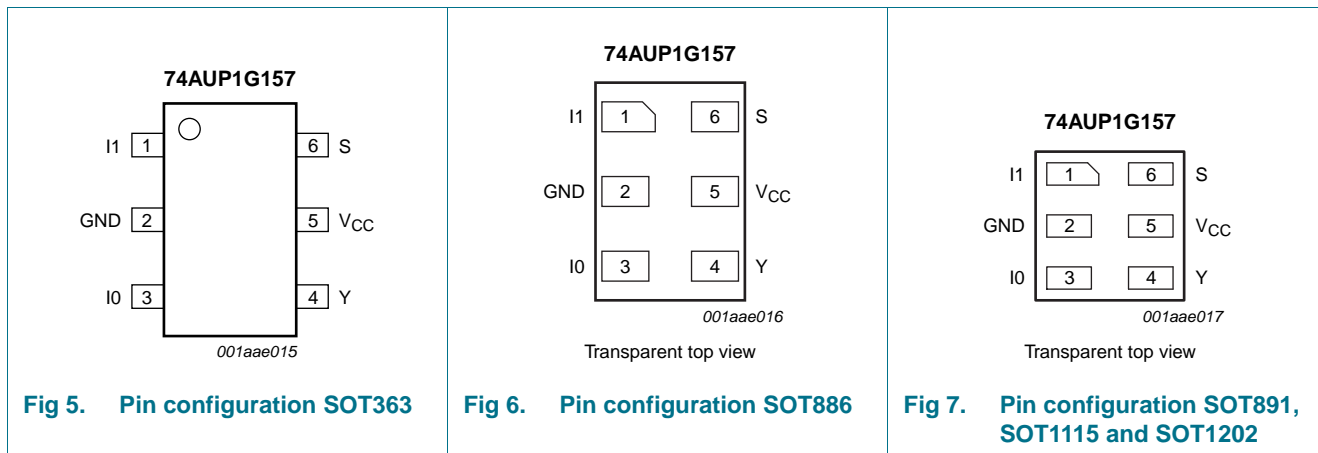 74AUP1G157
I1 1 6 S
GND 2 5 VCC
I0 3 4 Y
001aae015
Fig 5. Pin configuration SOT363
74AUP1G157
I1 1 6 S
GND 2 5 VCC
I0 3 4 Y
001aae016
Transparent top view
Fig 6. Pin configuration SOT886
74AUP1G157
I1 1 6 S
GND 2 5 VCC
I0 3 4 Y
001aae017
Transparent top view
Fig 7. Pin configuration SOT891,
SOT1115 and SOT1202